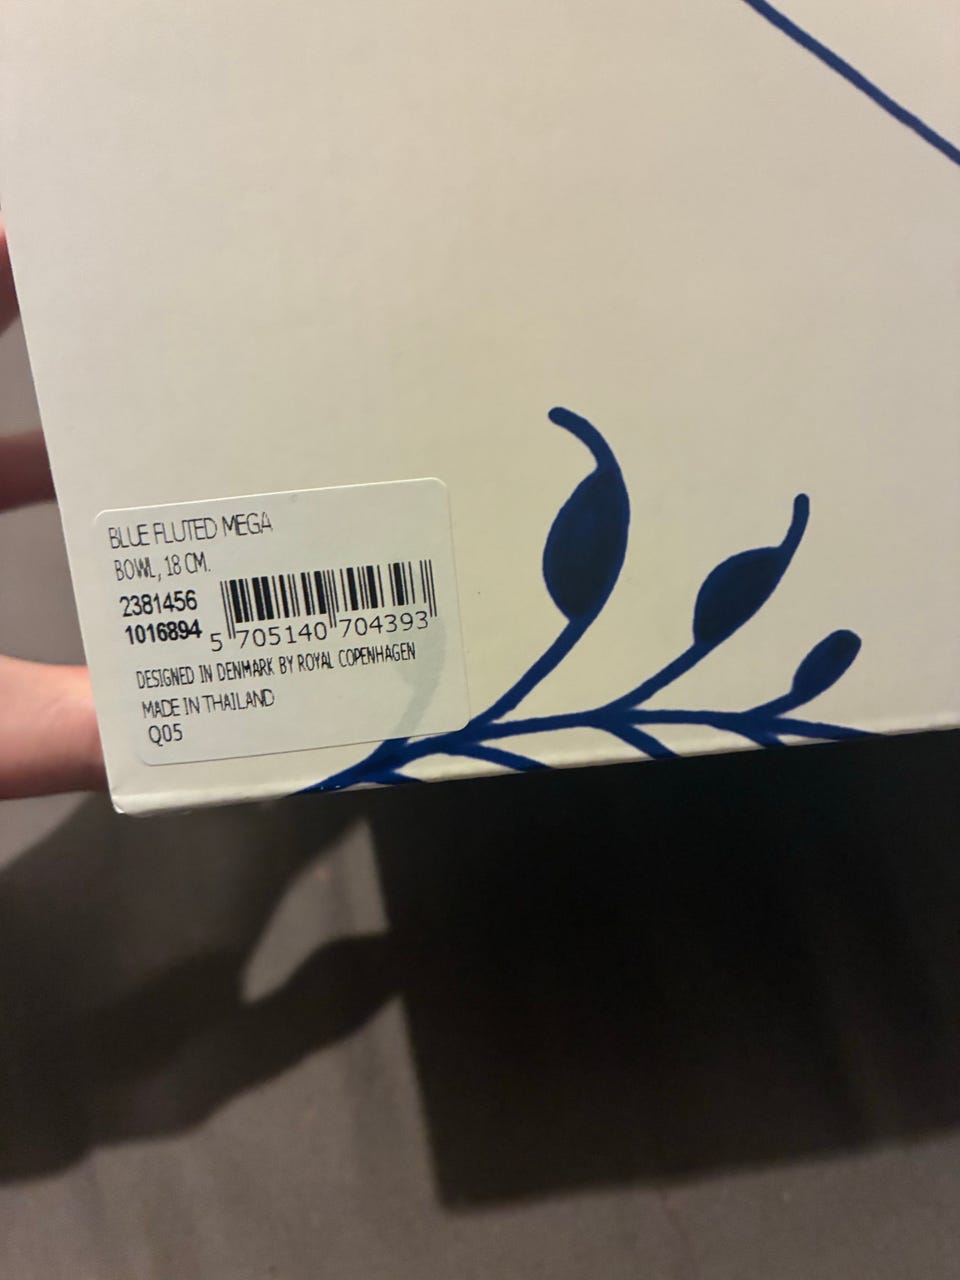 BLUE FLUTED MEGA
BOWL, 18 CM.
2381456
1016894
5 705140 704393
DESIGNED IN DENMARK BY ROYAL COPENHAGEN
MADE IN THAILAND
Q05